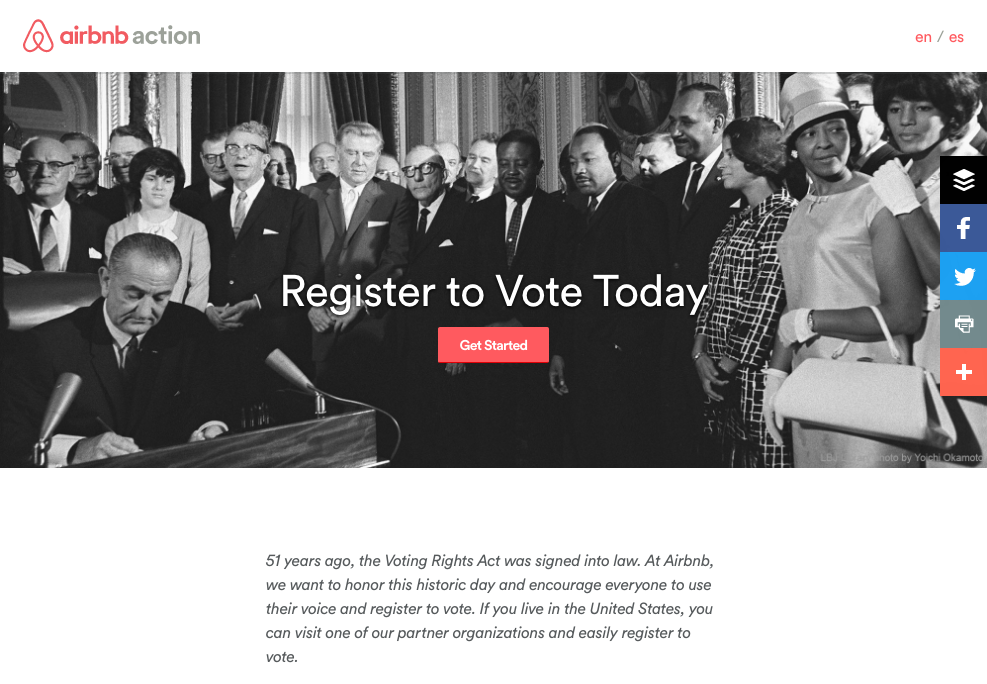 airbnb action
en / es
Register to Vote Today
Get Started
photo by Yoichi Okamoto
51 years ago, the Voting Rights Act was signed into law. At Airbnb,
we want to honor this historic day and encourage everyone to use
their voice and register to vote. If you live in the United States, you
can visit one of our partner organizations and easily register to
vote.